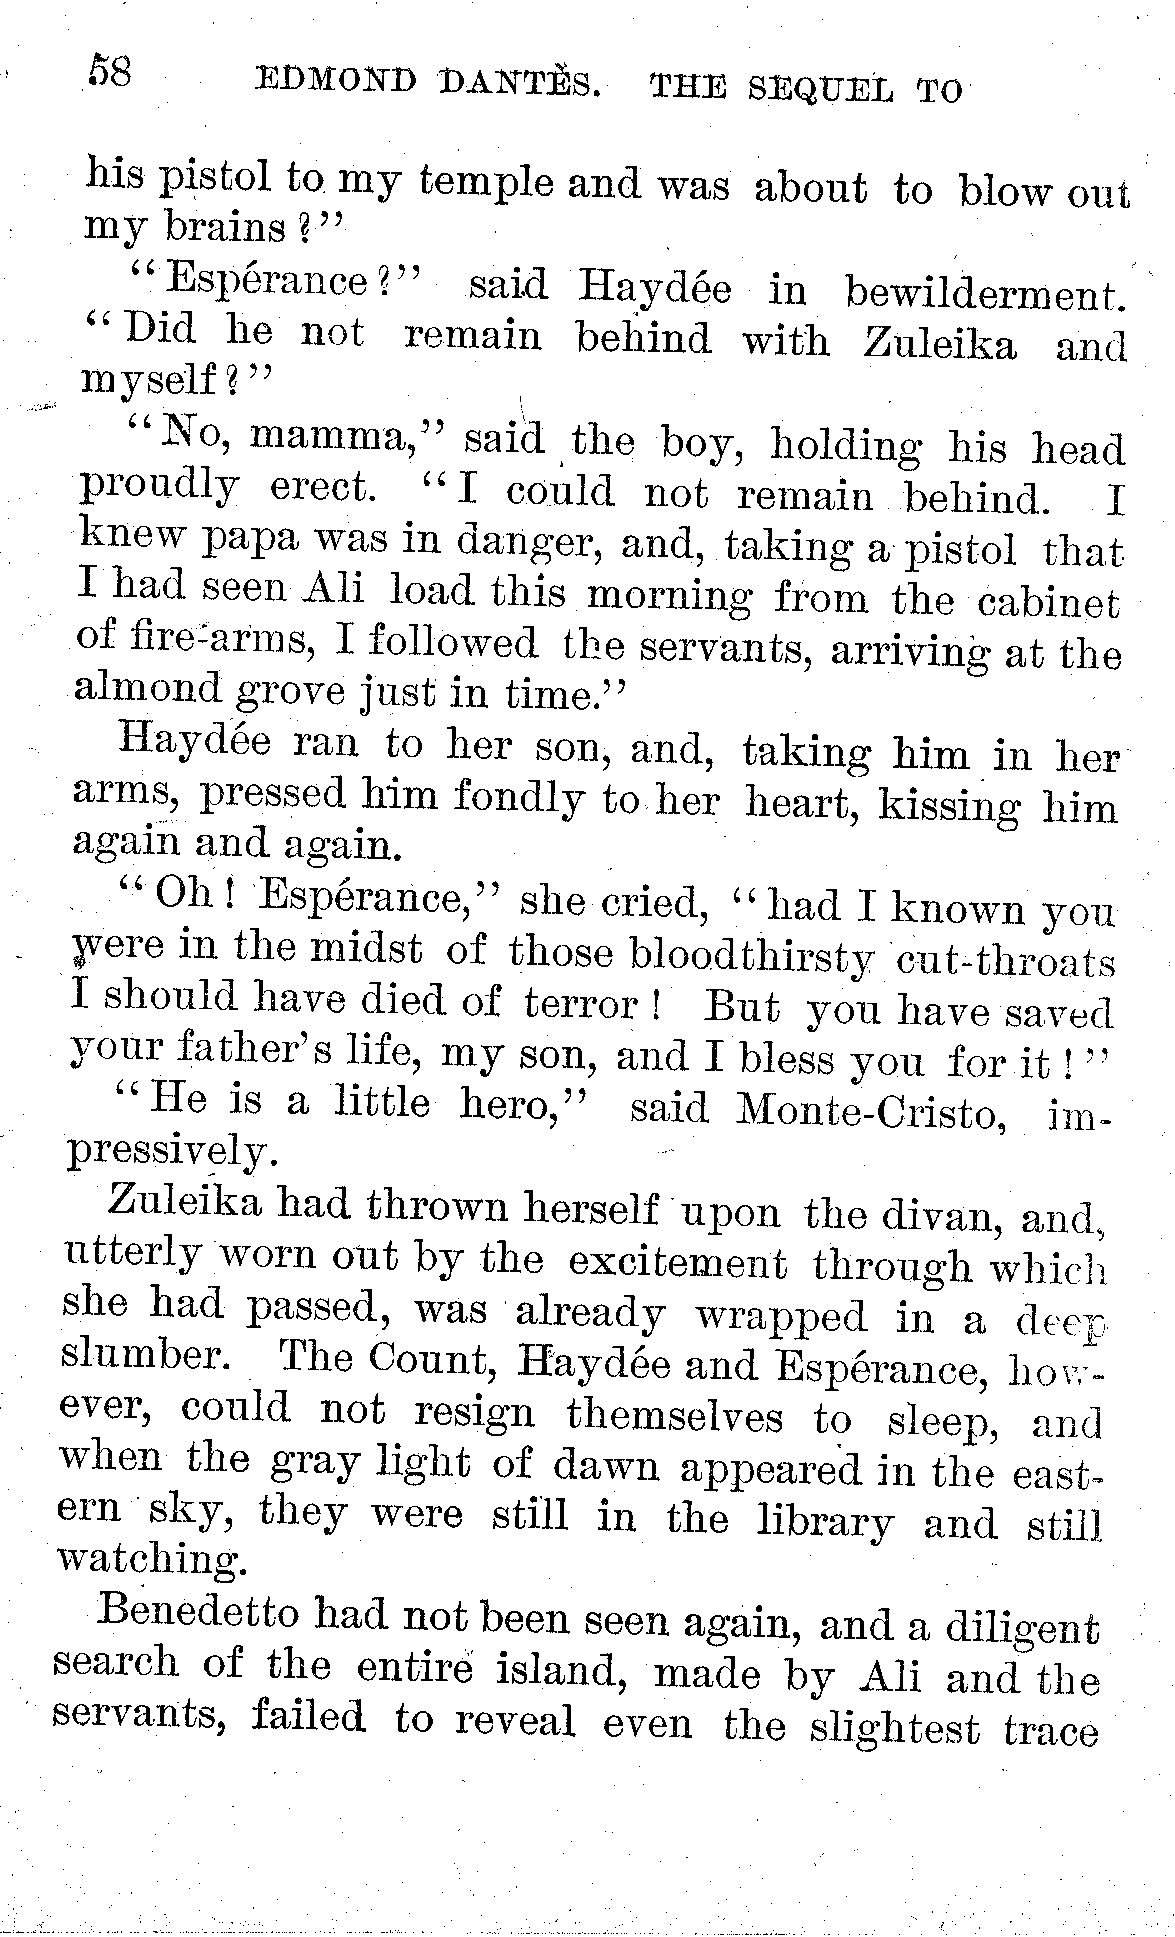 58 EDMOND DANTÈS. THE SEQUEL TO
his pistol to my temple and was about to blow out
my brains?"
"Espérance?" said Haydée in bewilderment.
"Did he not remain behind with Zuleika and
myself?"
"No, mamma," said the boy, holding his head
proudly erect. "I could not remain behind. I
knew papa was in danger, and, taking a pistol that
I had seen Ali load this morning from the cabinet
of fire-arms, I followed the servants, arriving at the
almond grove just in time."
Haydée ran to her son, and, taking him in her
arms, pressed him fondly to her heart, kissing him
again and again.
"Oh! Espérance," she cried, "had I known you
were in the midst of those bloodthirsty cut-throats
I should have died of terror! But you have saved
your father's life, my son, and I bless you for it!"
"He is a little hero," said Monte-Cristo, im-
pressively.
Zuleika had thrown herself upon the divan, and,
utterly worn out by the excitement through which
she had passed, was already wrapped in a deep
slumber. The Count, Haydée and Espérance, how-
ever, could not resign themselves to sleep, and
when the gray light of dawn appeared in the east-
ern sky, they were still in the library and still
watching.
Benedetto had not been seen again, and a diligent
search of the entire island, made by Ali and the
servants, failed to reveal even the slightest trace